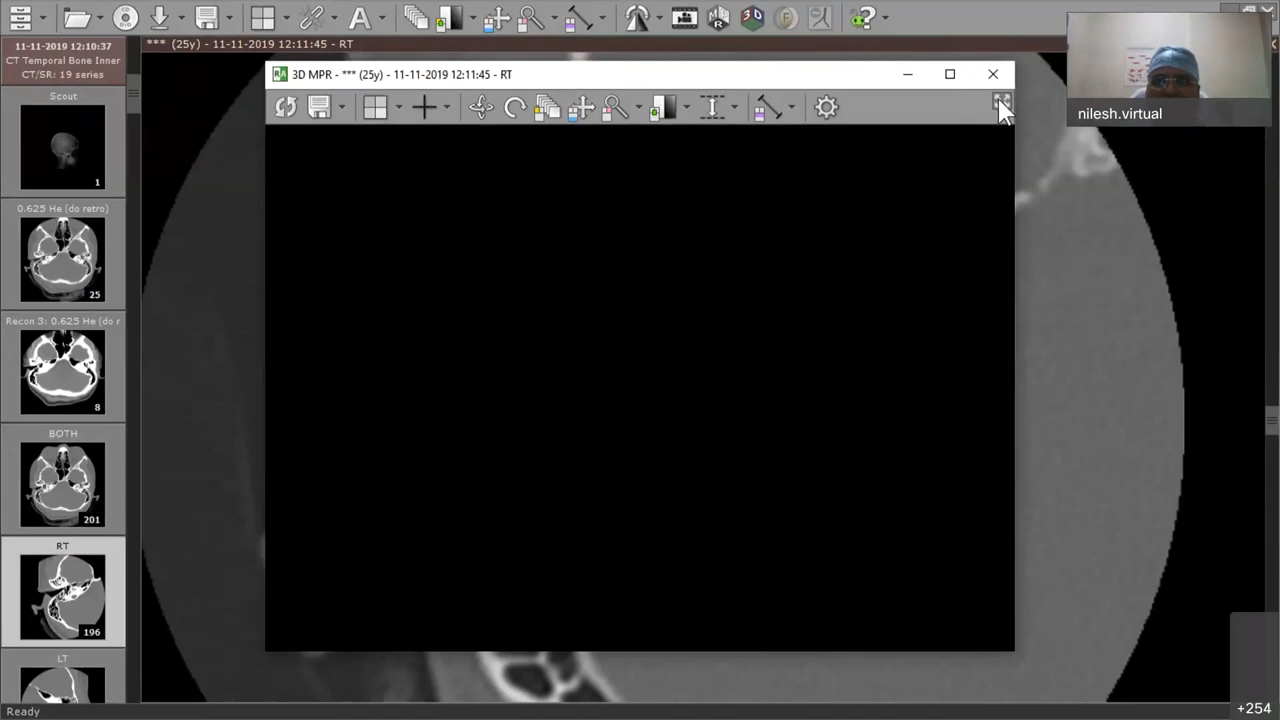 *** (25y) - 11-11-2019 12:11:45 - RT
11-11-2019 12:10:37
CT Temporal Bone Inner
CT/SR: 19 series
Scout
1
0.625 He (do retro)
25
Recon 3: 0.625 He (do r
8
BOTH
201
RT
196
LT
Ready
RA
3D MPR - *** (25y) - 11-11-2019 12:11:45 - RT
nilesh.virtual
+254
A
3D
F